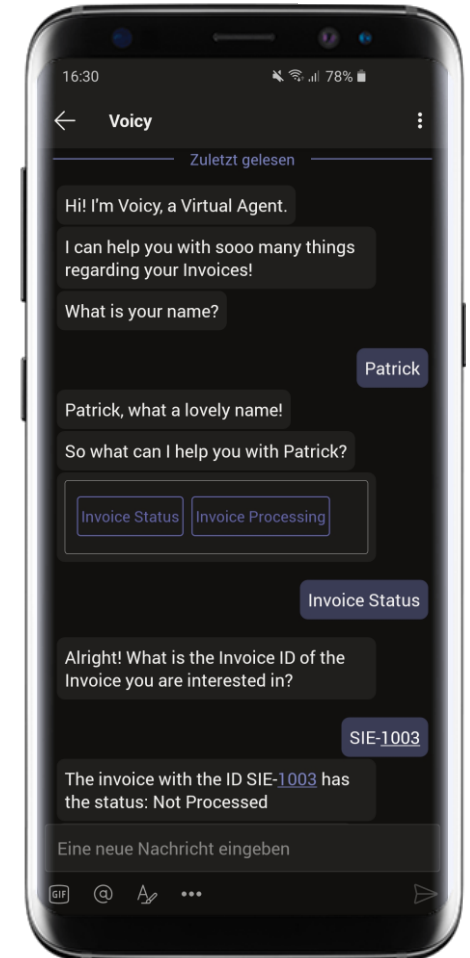 16:30 78%
Voicy
Zuletzt gelesen
Hi! I'm Voicy, a Virtual Agent.
I can help you with sooo many things
regarding your Invoices!
What is your name?
Patrick
Patrick, what a lovely name!
So what can I help you with Patrick?
Invoice Status Invoice Processing
Invoice Status
Alright! What is the Invoice ID of the
Invoice you are interested in?
SIE-1003
The invoice with the ID SIE-1003 has
the status: Not Processed
Eine neue Nachricht eingeben
GIF @ A